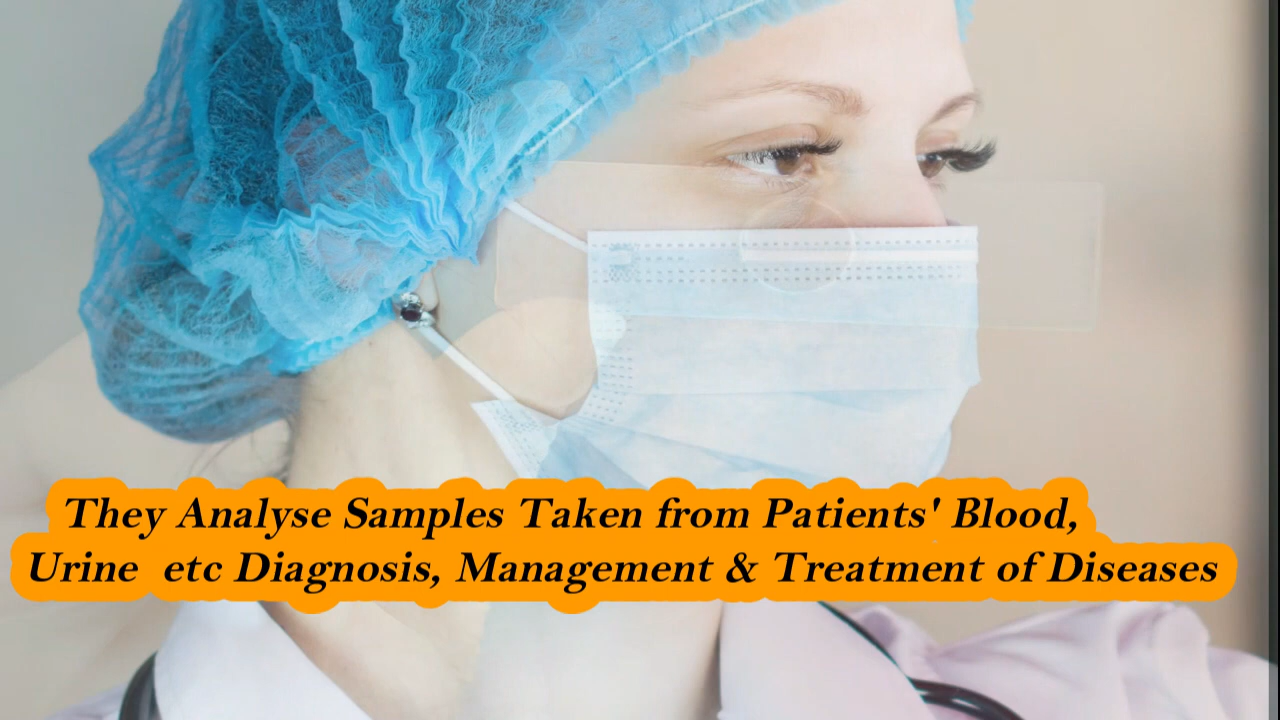 They Analyse Samples Taken from Patients' Blood,
Urine  etc Diagnosis, Management & Treatment of Diseases